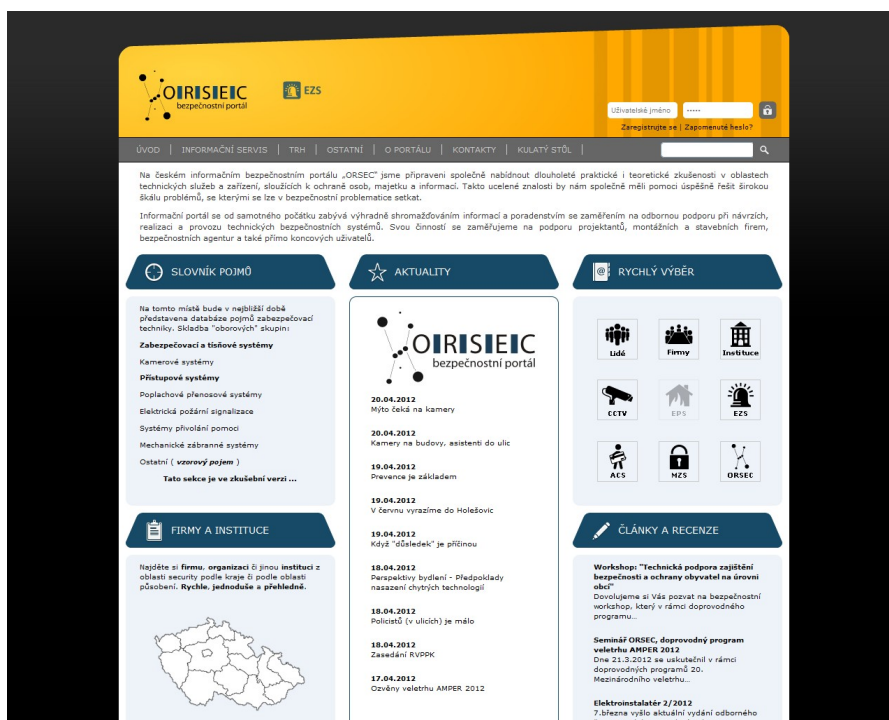 ORSEC
bezpečnostní portál
EZS
Uživatelské jméno
•••••
Zaregistrujte se | Zapomenuté heslo?
ÚVOD | INFORMAČNÍ SERVIS | TRH | OSTATNÍ | O PORTÁLU | KONTAKTY | KULATÝ STŮL |
Na českém informačním bezpečnostním portálu „ORSEC" jsme připraveni společně nabídnout dlouholeté praktické i teoretické zkušenosti v oblastech
technických služeb a zařízení, sloužících k ochraně osob, majetku a informací. Takto ucelené znalosti by nám společně měli pomoci úspěšně řešit širokou
škálu problémů, se kterými se lze v bezpečnostní problematice setkat.
Informační portál se od samotného počátku zabývá výhradně shromažďováním informací a poradenstvím se zaměřením na odbornou podporu při návrzích,
realizaci a provozu technických bezpečnostních systémů. Svou činností se zaměřujeme na podporu projektantů, montážních a stavebních firem,
bezpečnostních agentur a také přímo koncových uživatelů.
SLOVNÍK POJMŮ
Na tomto místě bude v nejbližší době
představena databáze pojmů zabezpečovací
techniky. Skladba "oborových" skupin:
Zabezpečovací a tísňové systémy
Kamerové systémy
Přístupové systémy
Poplachové přenosové systémy
Elektrická požární signalizace
Systémy přivolání pomoci
Mechanické zábranné systémy
Ostatní ( vzorový pojem )
Tato sekce je ve zkušební verzi ...
FIRMY A INSTITUCE
Najděte si firmu, organizaci či jinou instituci z
oblasti security podle kraje či podle oblasti
působení. Rychle, jednoduše a přehledně.
AKTUALITY
ORSEC
bezpečnostní portál
20.04.2012
Mýto čeká na kamery
20.04.2012
Kamery na budovy, asistenti do ulic
19.04.2012
Prevence je základem
19.04.2012
V červnu vyrazíme do Holešovic
19.04.2012
Když "důsledek" je příčinou
18.04.2012
Perspektivy bydlení - Předpoklady
nasazení chytrých technologií
18.04.2012
Policistů (v ulicích) je málo
18.04.2012
Zasedání RVPPK
17.04.2012
Ozvěny veletrhu AMPER 2012
RYCHLÝ VÝBĚR
Lidé Firmy Instituce
CCTV EPS EZS
ACS MZS ORSEC
ČLÁNKY A RECENZE
Workshop: "Technická podpora zajištění
bezpečnosti a ochrany obyvatel na úrovni
obcí"
Dovolujeme si Vás pozvat na bezpečnostní
workshop, který v rámci doprovodného
programu...
Seminář ORSEC, doprovodný program
veletrhu AMPER 2012
Dne 21.3.2012 se uskutečnil v rámci
doprovodných programů 20.
Mezinárodního veletrhu...
Elektroinstalatér 2/2012
7.března vyšlo aktuální vydání odborného